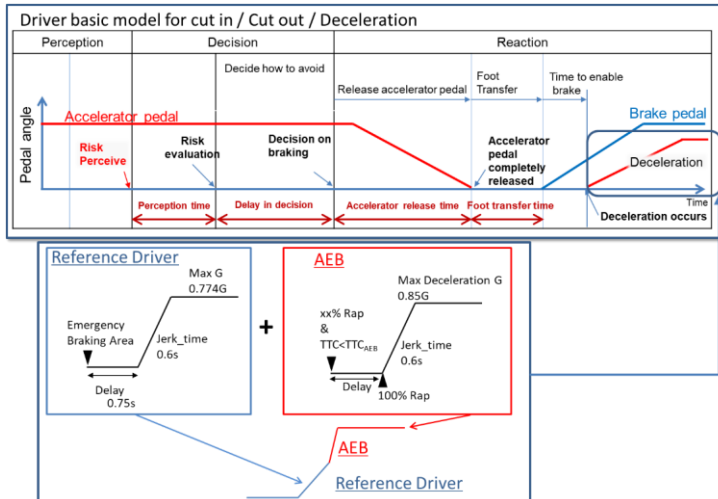 Driver basic model for cut in / Cut out / Deceleration
Perception
Decision
Reaction
Decide how to avoid
Release accelerator pedal
Foot
Transfer
Time to enable
brake
Pedal angle
Accelerator pedal
Brake pedal
Risk
Perceive
Risk
evaluation
Decision on
braking
Accelerator
pedal
completely
released
Deceleration
Time
Perception time
Delay in decision
Accelerator release time
Foot transfer time
Deceleration occurs
Reference Driver
Max G
0.774G
Emergency
Braking Area
Jerk_time
0.6s
Delay
0.75s
+
AEB
Max Deceleration G
0.85G
xx% Rap
&
TTC<TTCAEB
Jerk_time
0.6s
Delay
100% Rap
AEB
Reference Driver